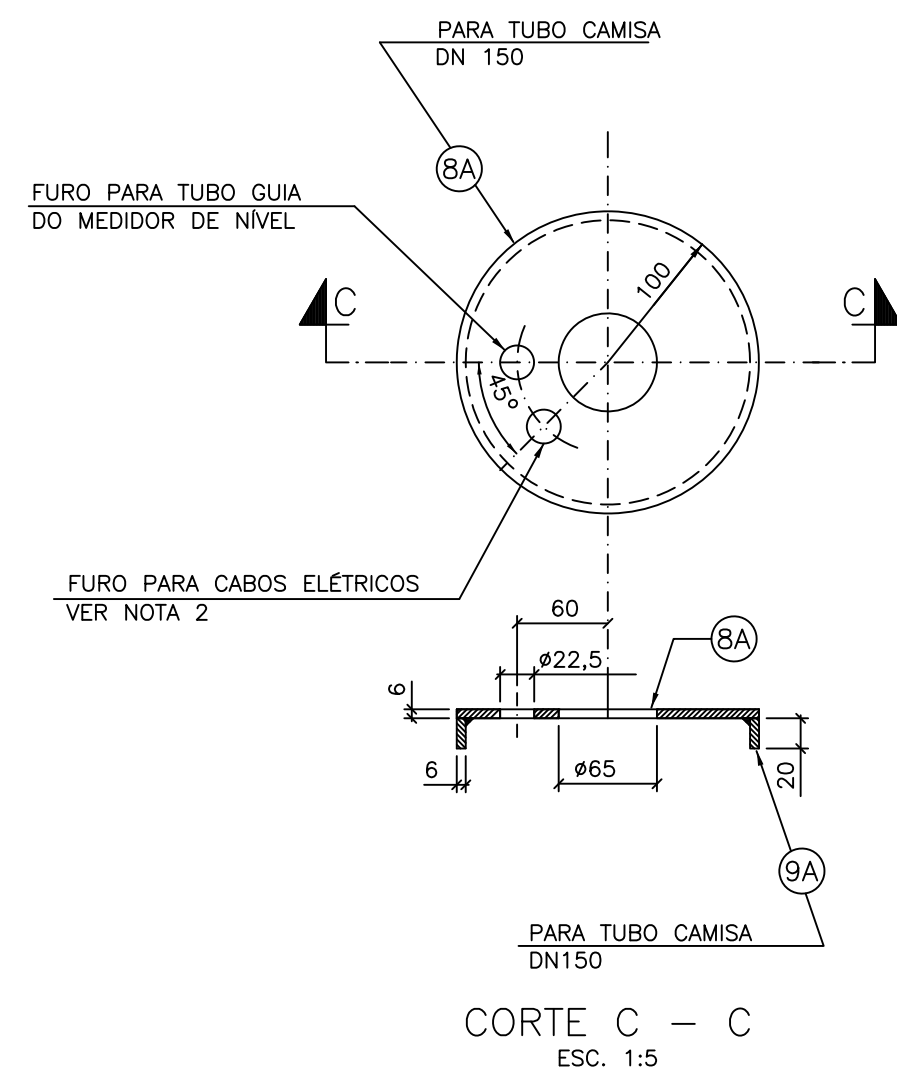 PARA TUBO CAMISA
DN 150
8A
FURO PARA TUBO GUIA
DO MEDIDOR DE NÍVEL
100
C
C
45º
FURO PARA CABOS ELÉTRICOS
VER NOTA 2
60
8A
ø22,5
6
6
ø65
20
9A
PARA TUBO CAMISA
DN150
CORTE C – C
ESC. 1:5